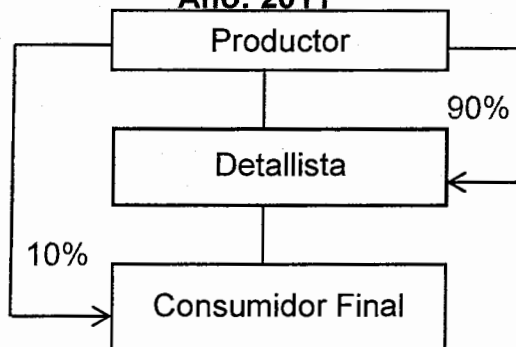 Año: 2011
Productor
90%
Detallista
10%
Consumidor Final